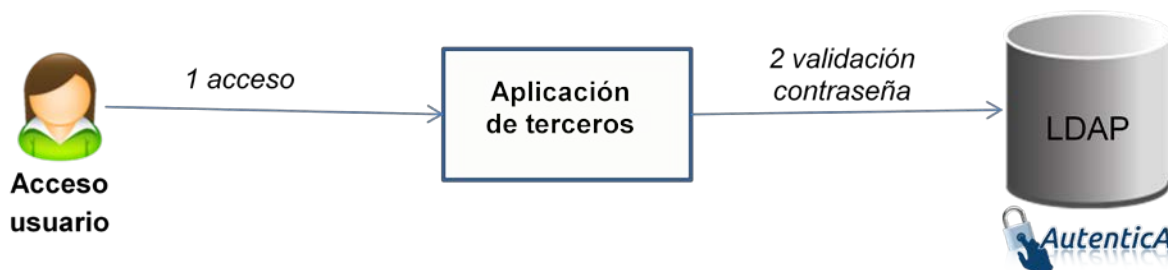 1 acceso
Aplicación
de terceros
2 validación
contraseña
LDAP
Acceso
usuario
AutenticA